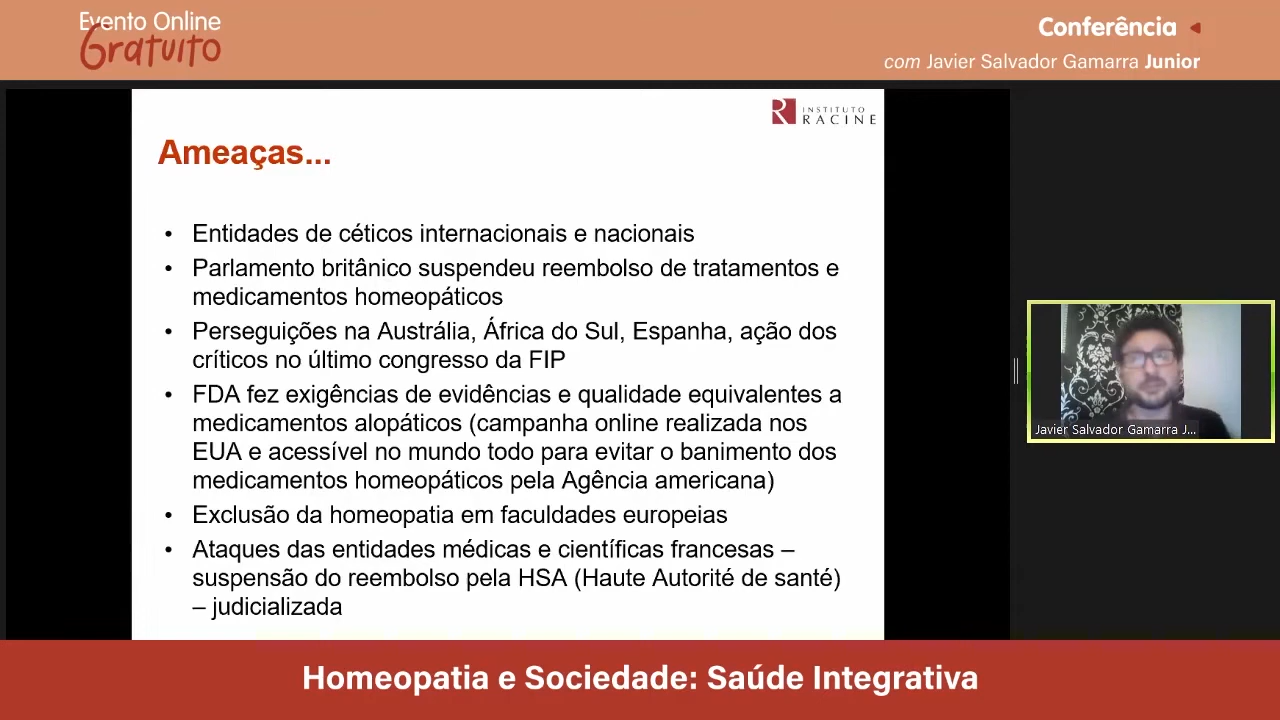 Evento Online
Gratuito
Conferência
com Javier Salvador Gamarra Junior
INSTITUTO
RACINE
Ameaças...
• Entidades de céticos internacionais e nacionais
• Parlamento britânico suspendeu reembolso de tratamentos e
medicamentos homeopáticos
• Perseguições na Austrália, África do Sul, Espanha, ação dos
críticos no último congresso da FIP
• FDA fez exigências de evidências e qualidade equivalentes a
medicamentos alopáticos (campanha online realizada nos
EUA e acessível no mundo todo para evitar o banimento dos
medicamentos homeopáticos pela Agência americana)
• Exclusão da homeopatia em faculdades europeias
• Ataques das entidades médicas e científicas francesas –
suspensão do reembolso pela HSA (Haute Autorité de santé)
– judicializada
Javier Salvador Gamarra J...
Homeopatia e Sociedade: Saúde Integrativa